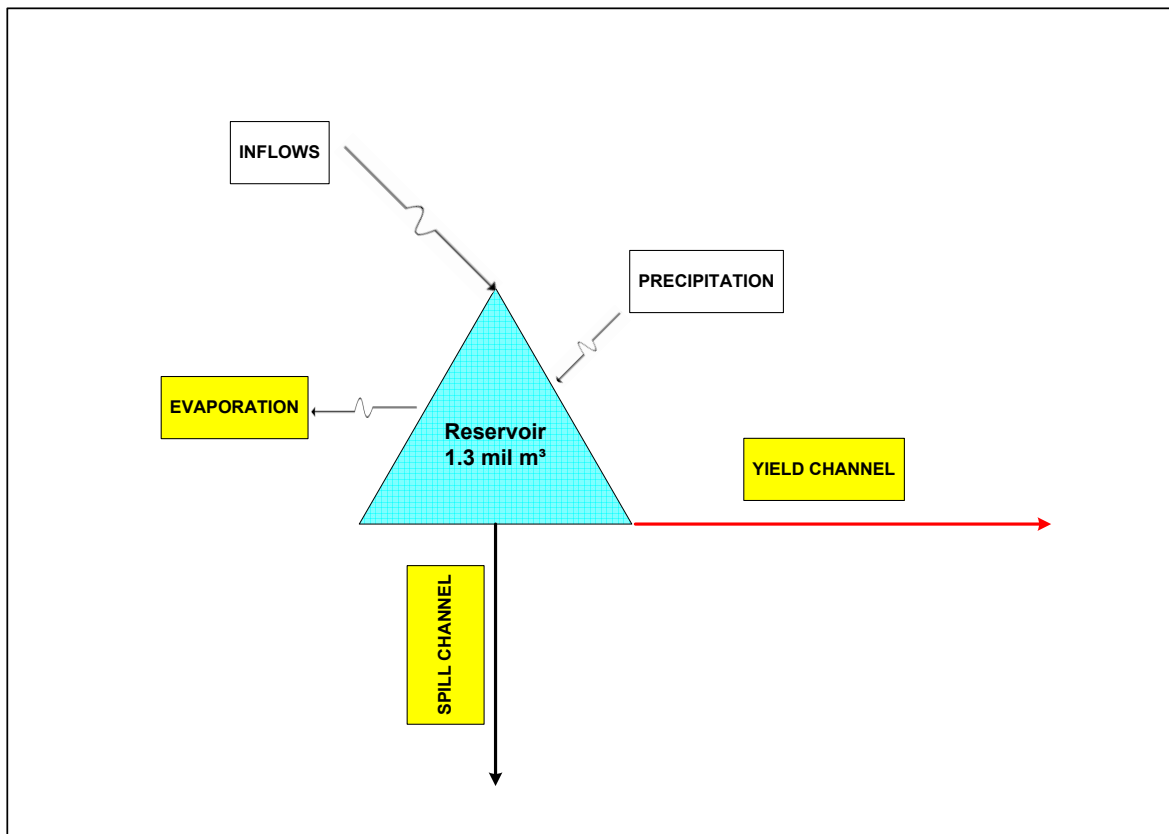 INFLOWS
PRECIPITATION
EVAPORATION
Reservoir
1.3 mil m³
YIELD CHANNEL
SPILL CHANNEL